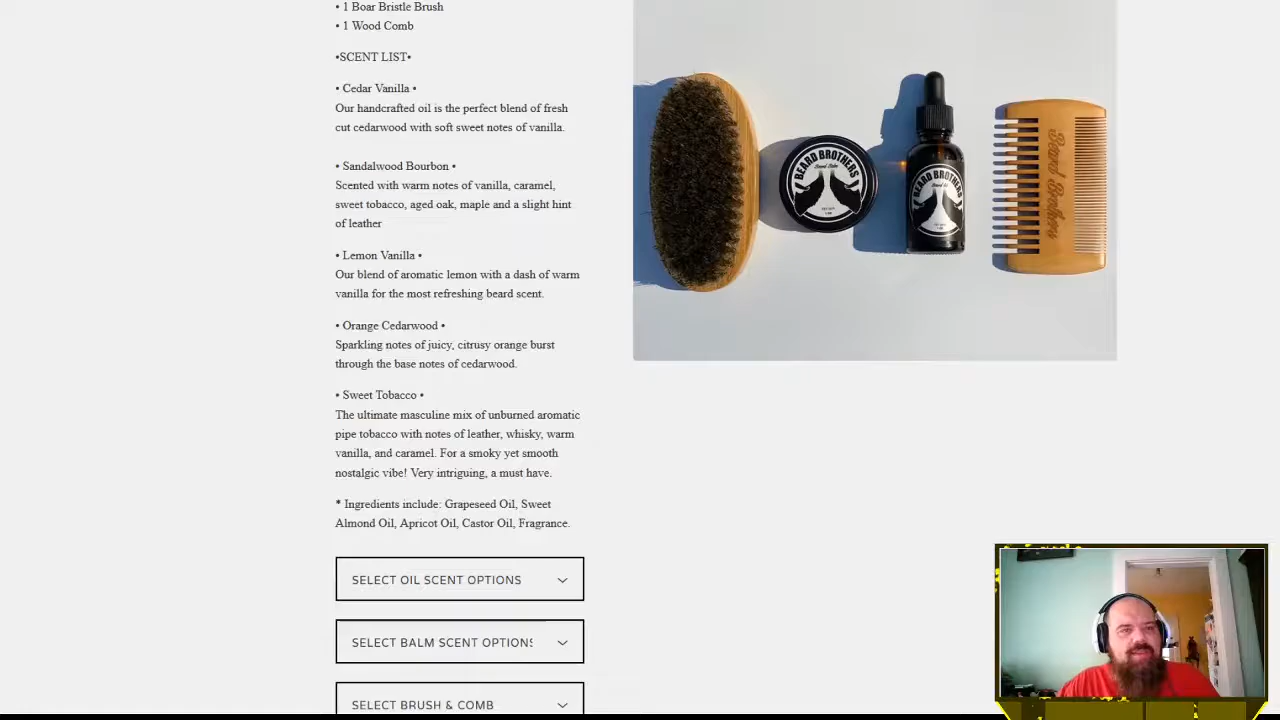 • 1 Boar Bristle Brush
• 1 Wood Comb
•SCENT LIST•
• Cedar Vanilla •
Our handcrafted oil is the perfect blend of fresh
cut cedarwood with soft sweet notes of vanilla.
• Sandalwood Bourbon •
Scented with warm notes of vanilla, caramel,
sweet tobacco, aged oak, maple and a slight hint
of leather
• Lemon Vanilla •
Our blend of aromatic lemon with a dash of warm
vanilla for the most refreshing beard scent.
• Orange Cedarwood •
Sparkling notes of juicy, citrusy orange burst
through the base notes of cedarwood.
• Sweet Tobacco •
The ultimate masculine mix of unburned aromatic
pipe tobacco with notes of leather, whisky, warm
vanilla, and caramel. For a smoky yet smooth
nostalgic vibe! Very intriguing, a must have.
* Ingredients include: Grapeseed Oil, Sweet
Almond Oil, Apricot Oil, Castor Oil, Fragrance.
SELECT OIL SCENT OPTIONS
SELECT BALM SCENT OPTIONS
SELECT BRUSH & COMB
BEARD BROTHERS
Beard Balm
BEARD BROTHERS
Beard Oil
Beard Brothers